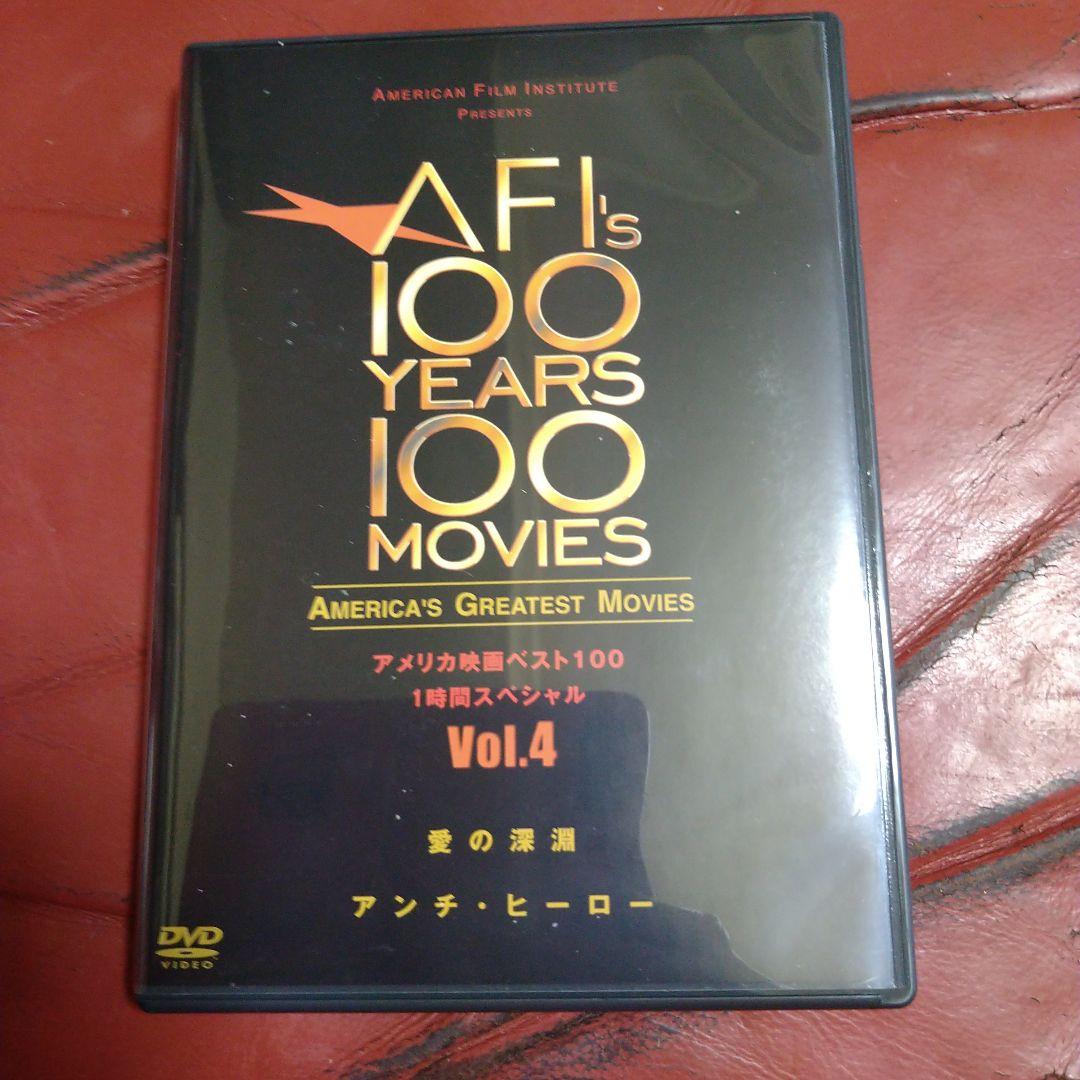 AMERICAN FILM INSTITUTE
PRESENTS
AFI's
100
YEARS
100
MOVIES
AMERICA'S GREATEST MOVIES
アメリカ映画ベスト100
1時間スペシャル
Vol.4
愛の深淵
アンチ・ヒーロー
DVD
VIDEO